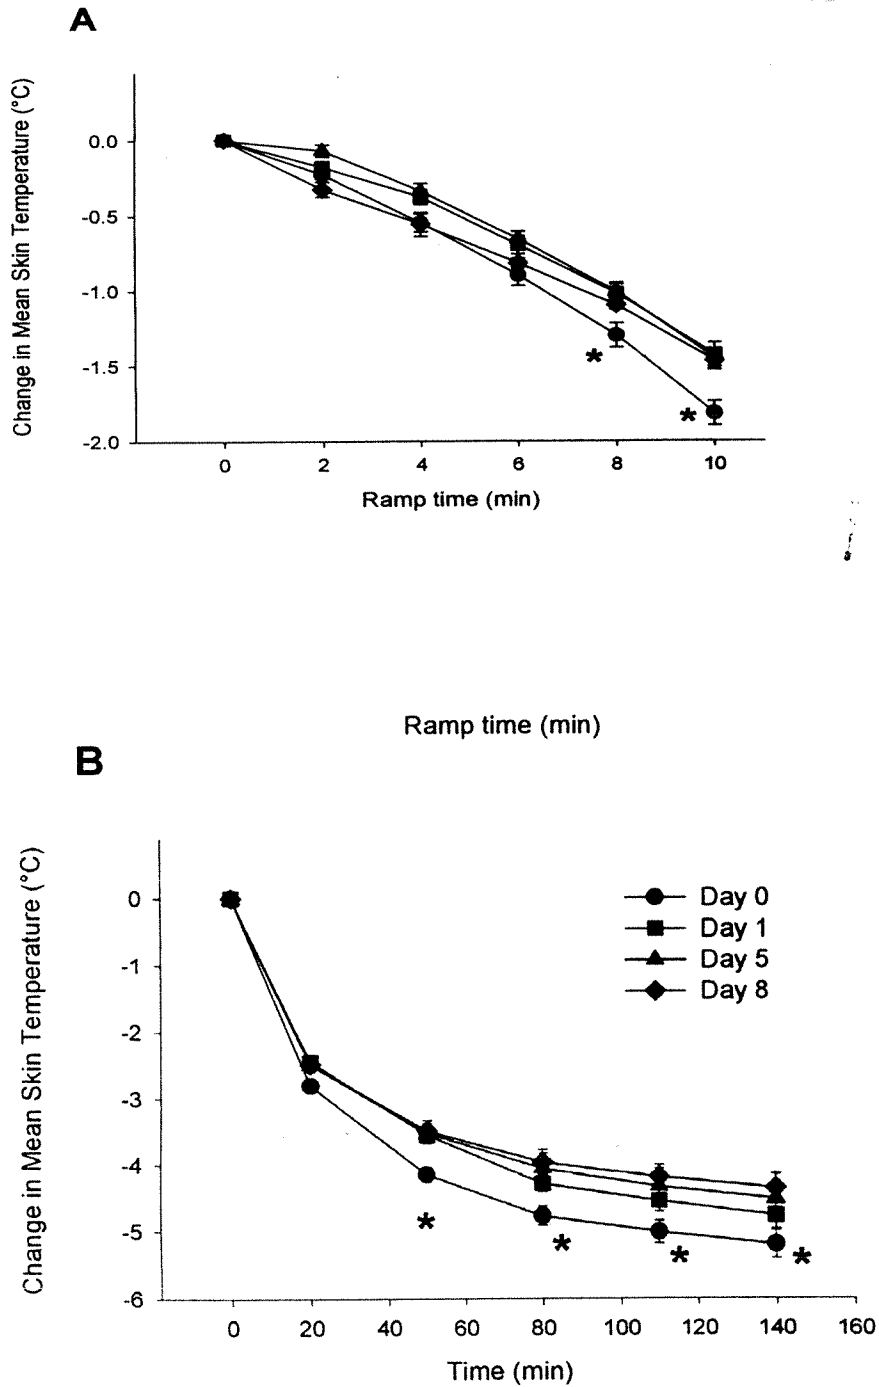 A
Change in Mean Skin Temperature (°C)
0.0
-0.5
-1.0
-1.5
-2.0
*
*
0 2 4 6 8 10
Ramp time (min)
Ramp time (min)
B
Change in Mean Skin Temperature (°C)
0
-1
-2
-3
-4
-5
-6
Day 0
Day 1
Day 5
Day 8
* * * *
0 20 40 60 80 100 120 140 160
Time (min)